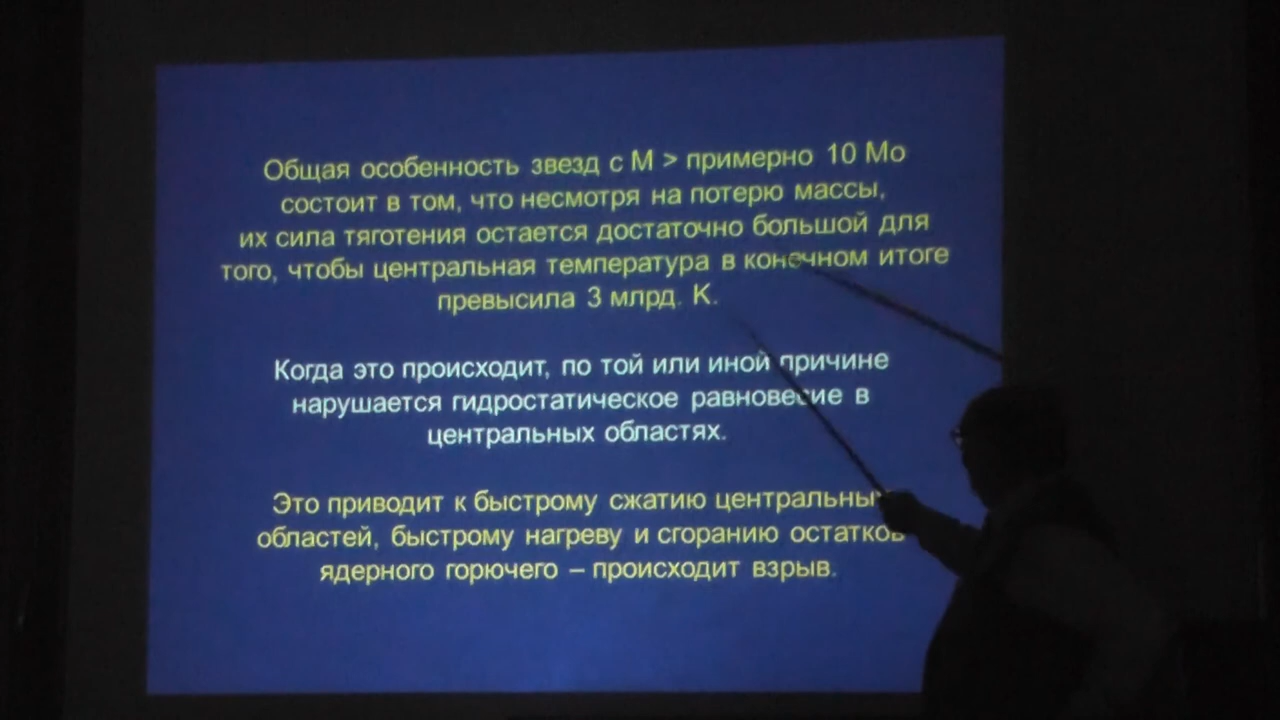 Общая особенность звезд с М > примерно 10 Мо
состоит в том, что несмотря на потерю массы,
их сила тяготения остается достаточно большой для
того, чтобы центральная температура в конечном итоге
превысила 3 млрд. К.
Когда это происходит, по той или иной причине
нарушается гидростатическое равновесие в
центральных областях.
Это приводит к быстрому сжатию центральных
областей, быстрому нагреву и сгоранию остатков
ядерного горючего – происходит взрыв.